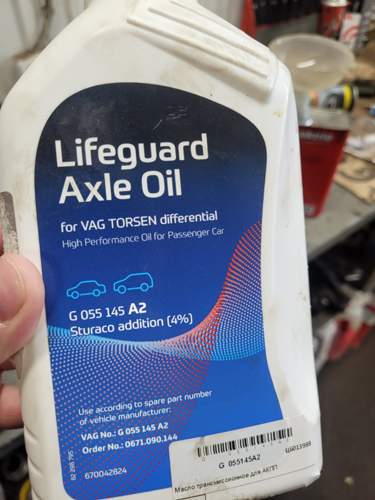 Lifeguard
Axle Oil
for VAG TORSEN differential
High Performance Oil for Passenger Car
G 055 145 A2
Sturaco addition (4%)
Use according to spare part number
of vehicle manufacturer:
VAG No.: G 055 145 A2
Order No.: 0671.090.144
670042824
G 055145A2
Масло трансмиссионное для АКПП